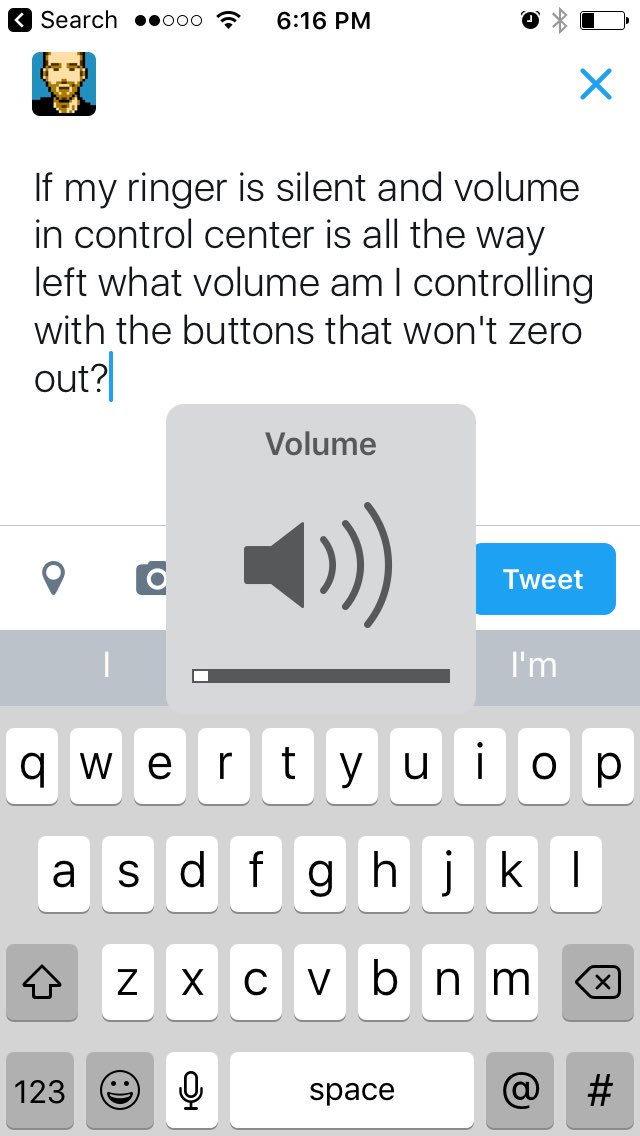 Search 6:16 PM
If my ringer is silent and volume
in control center is all the way
left what volume am I controlling
with the buttons that won't zero
out?
Volume
Tweet
I I'm
q w e r t y u i o p
a s d f g h j k l
z x c v b n m
123 space @ #